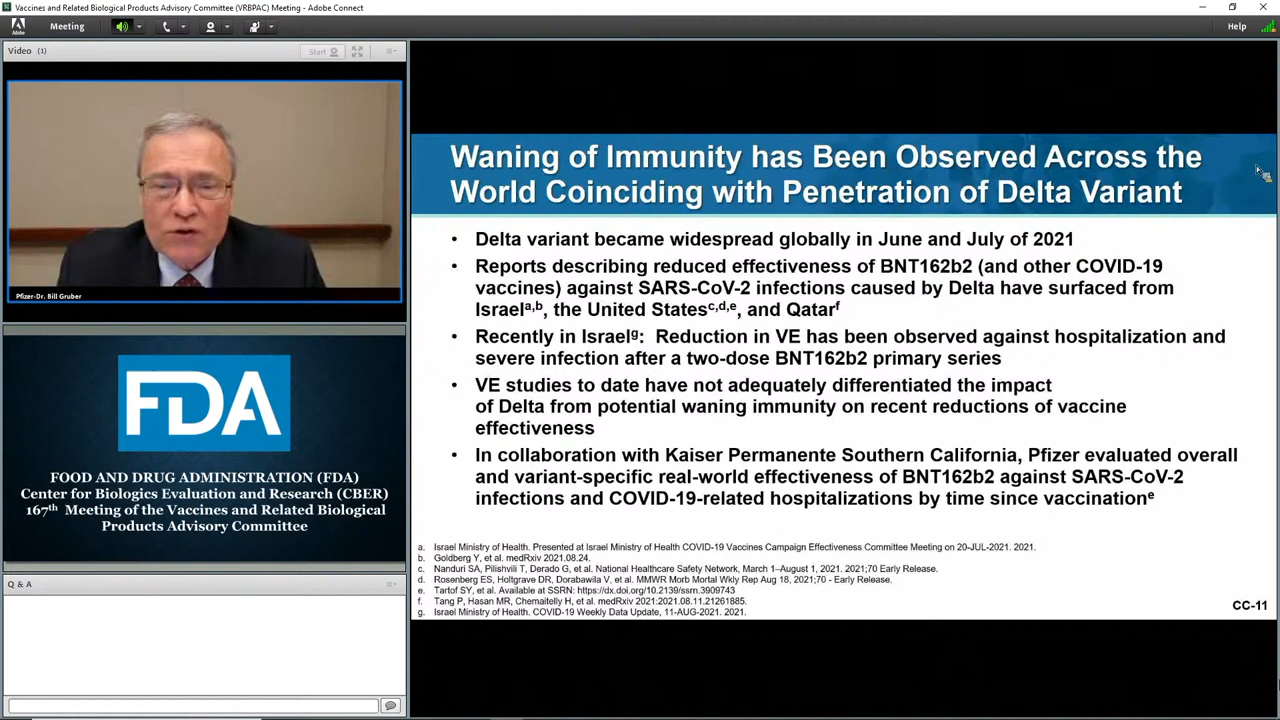 Vaccines and Related Biological Products Advisory Committee (VRBPAC) Meeting - Adobe Connect
Adobe
Meeting
Help
Video (1)
Start
Pfizer-Dr. Bill Gruber
FDA
FOOD AND DRUG ADMINISTRATION (FDA)
Center for Biologics Evaluation and Research (CBER)
167th Meeting of the Vaccines and Related Biological
Products Advisory Committee
Q & A
Waning of Immunity has Been Observed Across the
World Coinciding with Penetration of Delta Variant
• Delta variant became widespread globally in June and July of 2021
• Reports describing reduced effectiveness of BNT162b2 (and other COVID-19
vaccines) against SARS-CoV-2 infections caused by Delta have surfaced from
Israela,b, the United Statesc,d,e, and Qatarf
• Recently in Israelg: Reduction in VE has been observed against hospitalization and
severe infection after a two-dose BNT162b2 primary series
• VE studies to date have not adequately differentiated the impact
of Delta from potential waning immunity on recent reductions of vaccine
effectiveness
• In collaboration with Kaiser Permanente Southern California, Pfizer evaluated overall
and variant-specific real-world effectiveness of BNT162b2 against SARS-CoV-2
infections and COVID-19-related hospitalizations by time since vaccinatione
a. Israel Ministry of Health. Presented at Israel Ministry of Health COVID-19 Vaccines Campaign Effectiveness Committee Meeting on 20-JUL-2021. 2021.
b. Goldberg Y, et al. medRxiv 2021.08.24.
c. Nanduri SA, Pilishvili T, Derado G, et al. National Healthcare Safety Network, March 1–August 1, 2021. 2021;70 Early Release.
d. Rosenberg ES, Holtgrave DR, Dorabawila V, et al. MMWR Morb Mortal Wkly Rep Aug 18, 2021;70 - Early Release.
e. Tartof SY, et al. Available at SSRN: https://dx.doi.org/10.2139/ssrn.3909743
f. Tang P, Hasan MR, Chemaitelly H, et al. medRxiv 2021:2021.08.11.21261885.
g. Israel Ministry of Health. COVID-19 Weekly Data Update, 11-AUG-2021. 2021.
CC-11